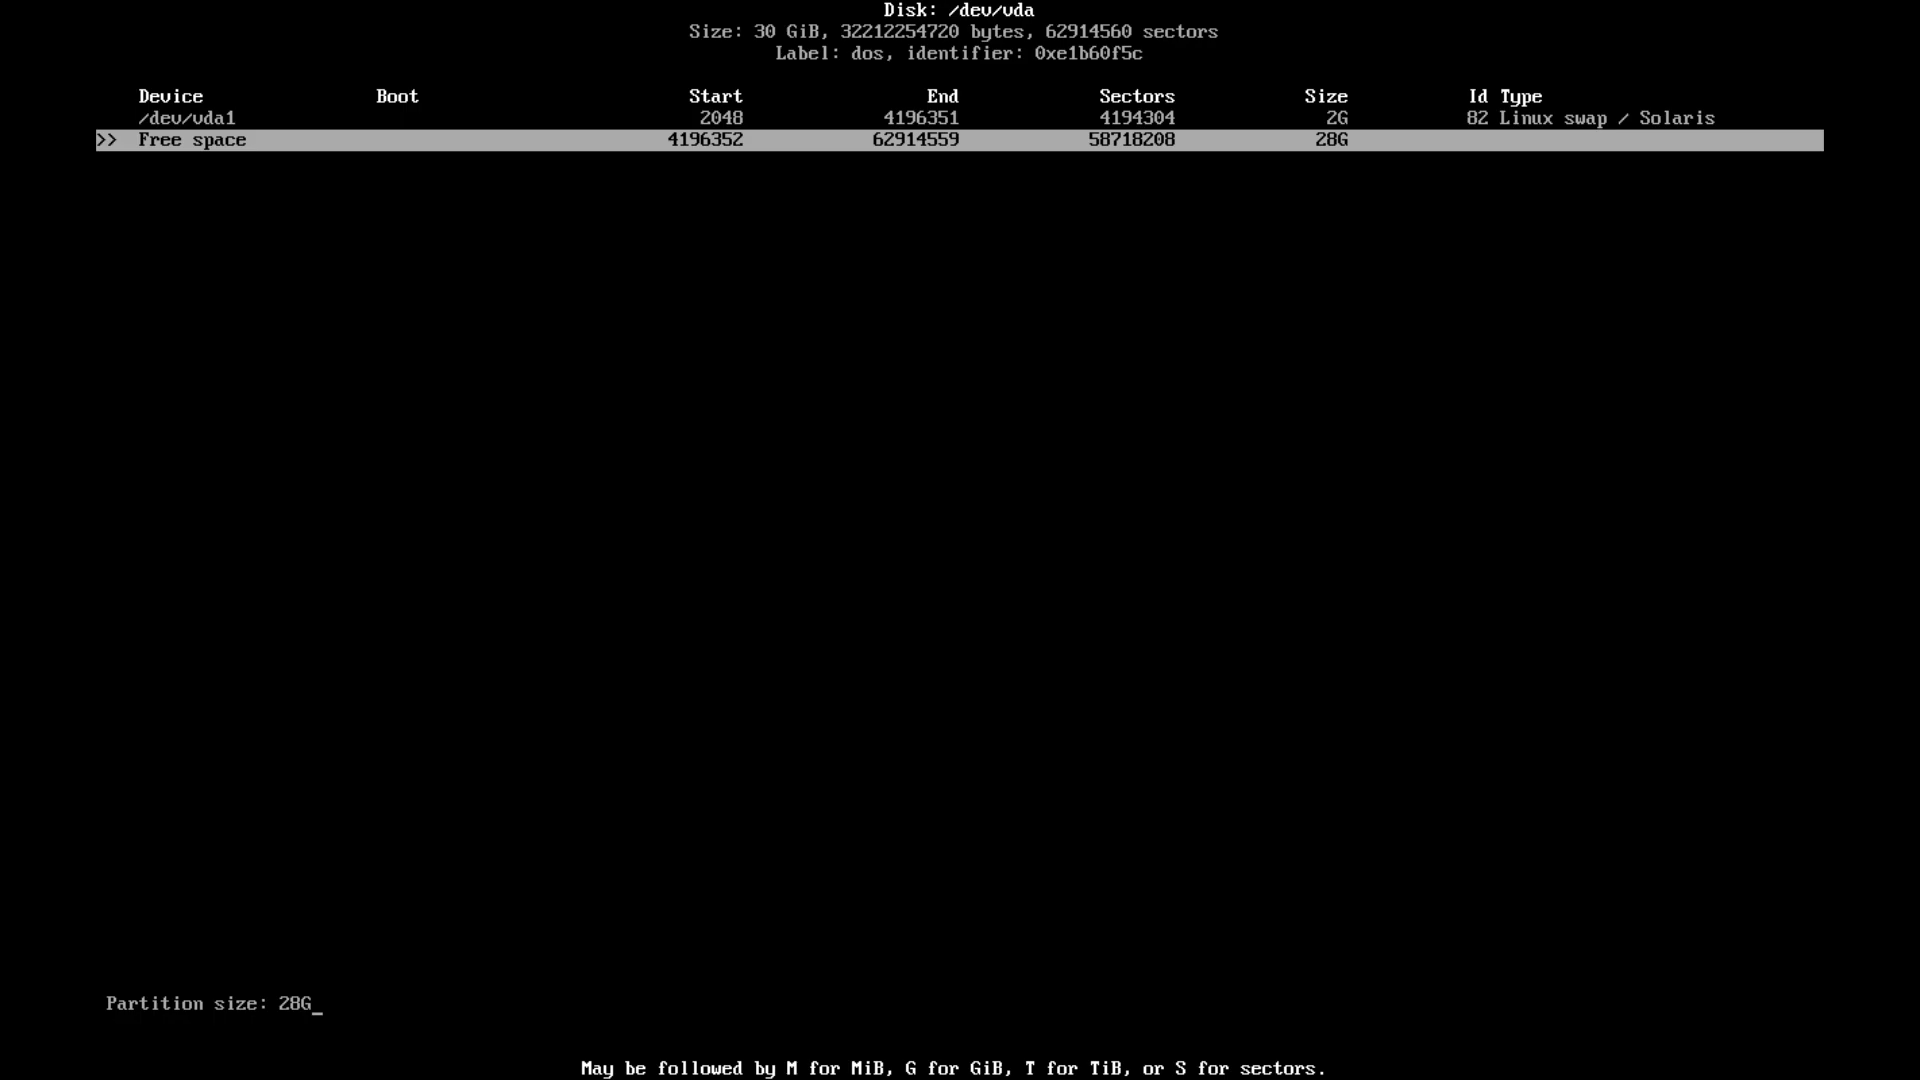 Disk: /dev/vda
Size: 30 GiB, 32212254720 bytes, 62914560 sectors
Label: dos, identifier: 0xe1b60f5c
Device Boot Start End Sectors Size Id Type
/dev/vda1 2048 4196351 4194304 2G 82 Linux swap / Solaris
>> Free space 4196352 62914559 58718208 28G
Partition size: 28G_
May be followed by M for MiB, G for GiB, T for TiB, or S for sectors.